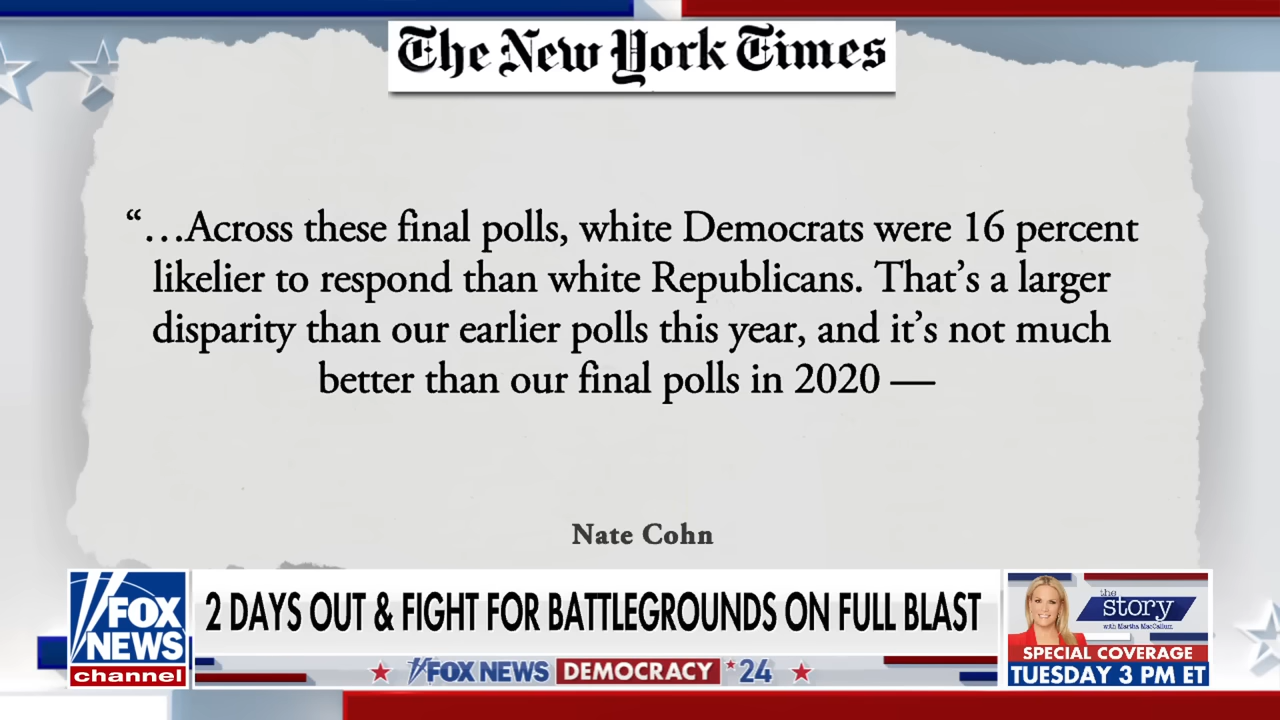 The New York Times
“…Across these final polls, white Democrats were 16 percent
likelier to respond than white Republicans. That’s a larger
disparity than our earlier polls this year, and it’s not much
better than our final polls in 2020 —
Nate Cohn
FOX
NEWS
channel
2 DAYS OUT & FIGHT FOR BATTLEGROUNDS ON FULL BLAST
FOX NEWS DEMOCRACY '24
the
story
with Martha MacCallum
SPECIAL COVERAGE
TUESDAY 3 PM ET